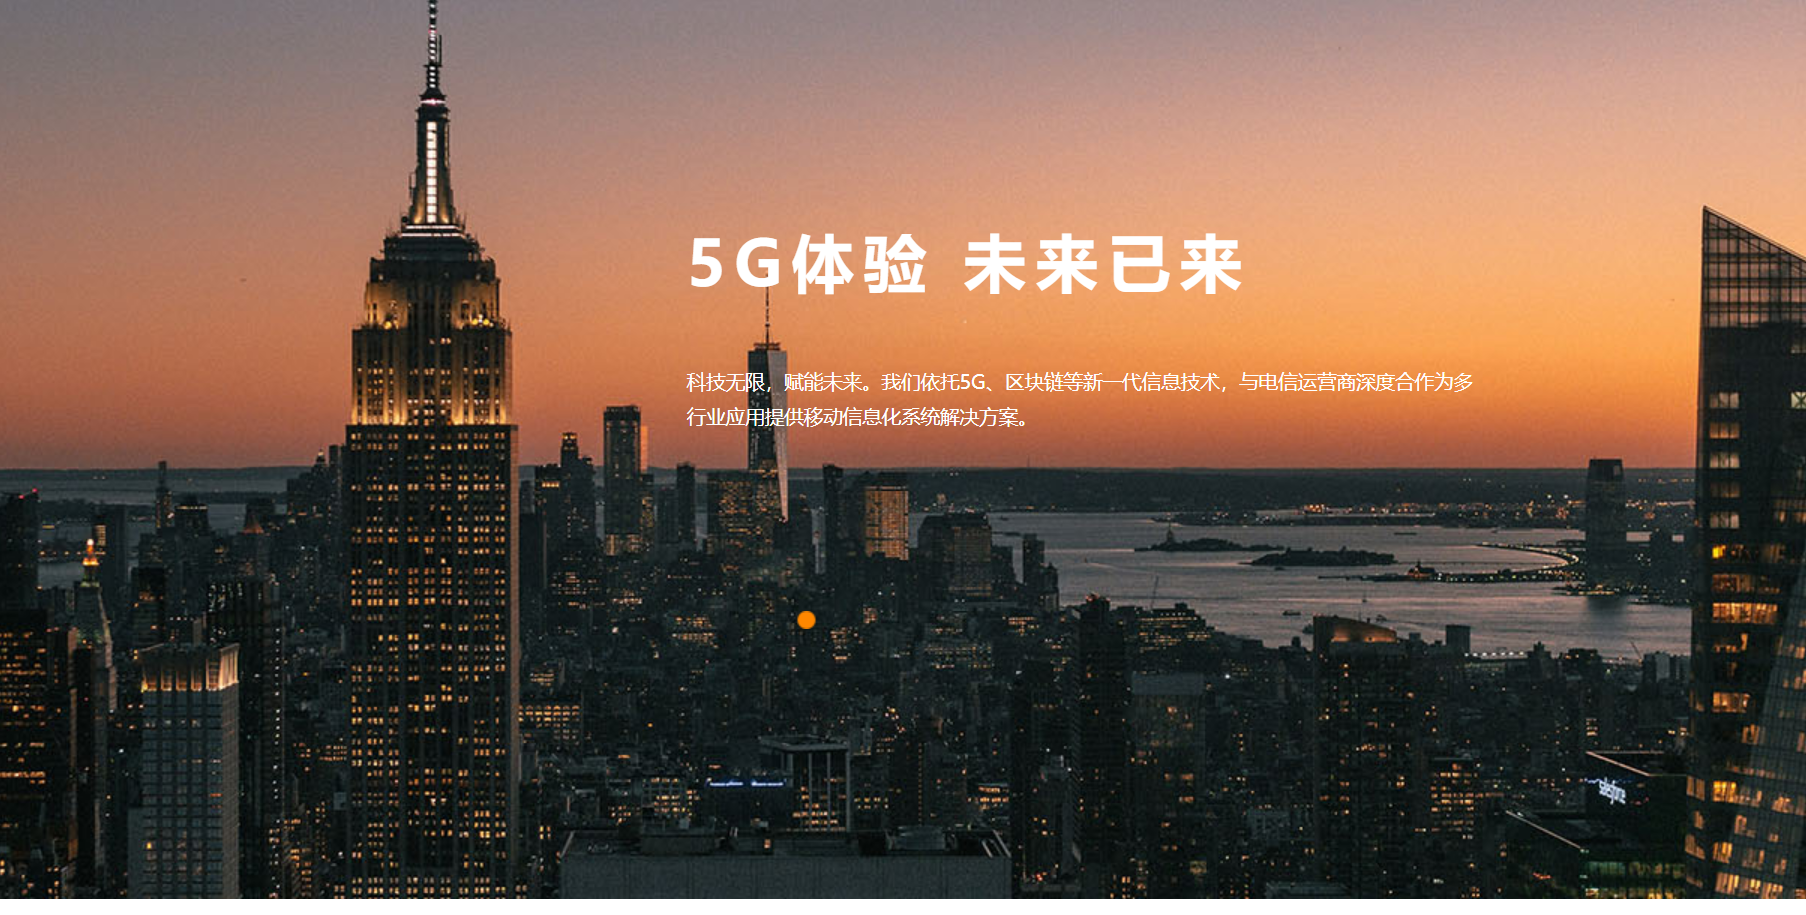 5G体验 未来已来
科技无限，赋能未来。我们依托5G、区块链等新一代信息技术，与电信运营商深度合作为多
行业应用提供移动信息化系统解决方案。
salesforce